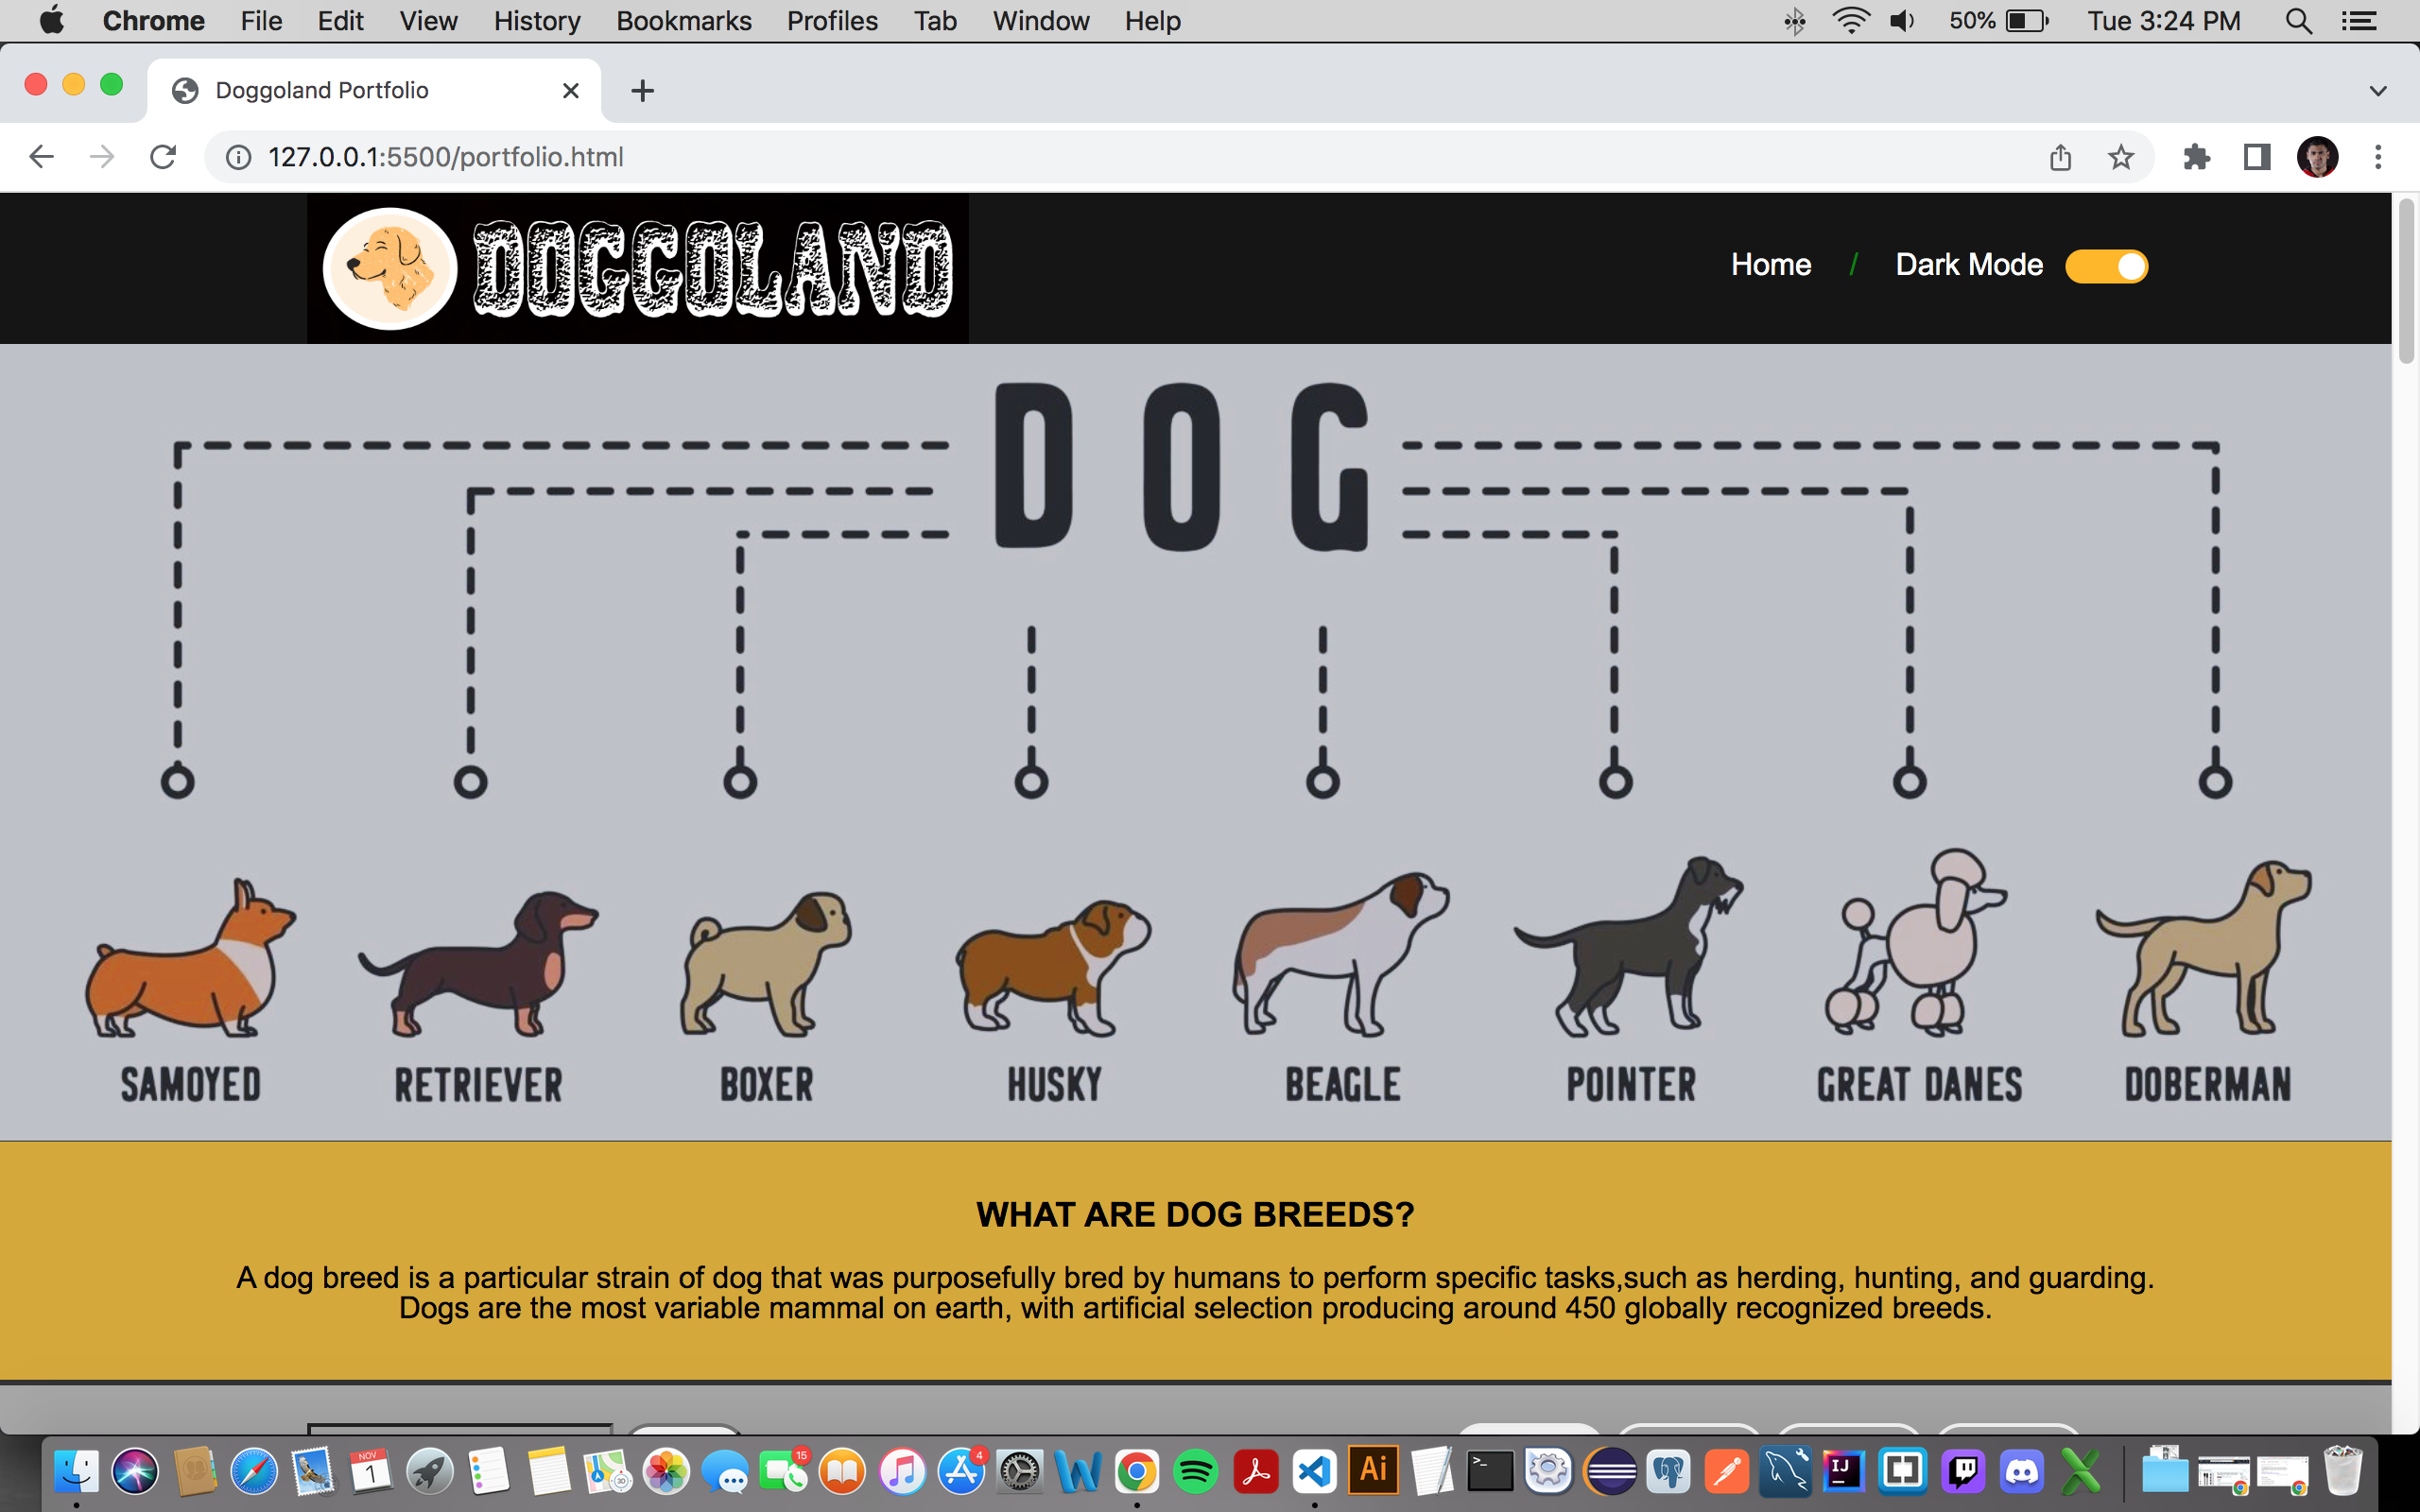 Chrome File Edit View History Bookmarks Profiles Tab Window Help 50% Tue 3:24 PM
Doggoland Portfolio
127.0.0.1:5500/portfolio.html
DOGGOLAND
Home / Dark Mode
DOG
SAMOYED RETRIEVER BOXER HUSKY BEAGLE POINTER GREAT DANES DOBERMAN
WHAT ARE DOG BREEDS?
A dog breed is a particular strain of dog that was purposefully bred by humans to perform specific tasks,such as herding, hunting, and guarding.
Dogs are the most variable mammal on earth, with artificial selection producing around 450 globally recognized breeds.
NOV
1 3D 15 4 Ai >_ IJ